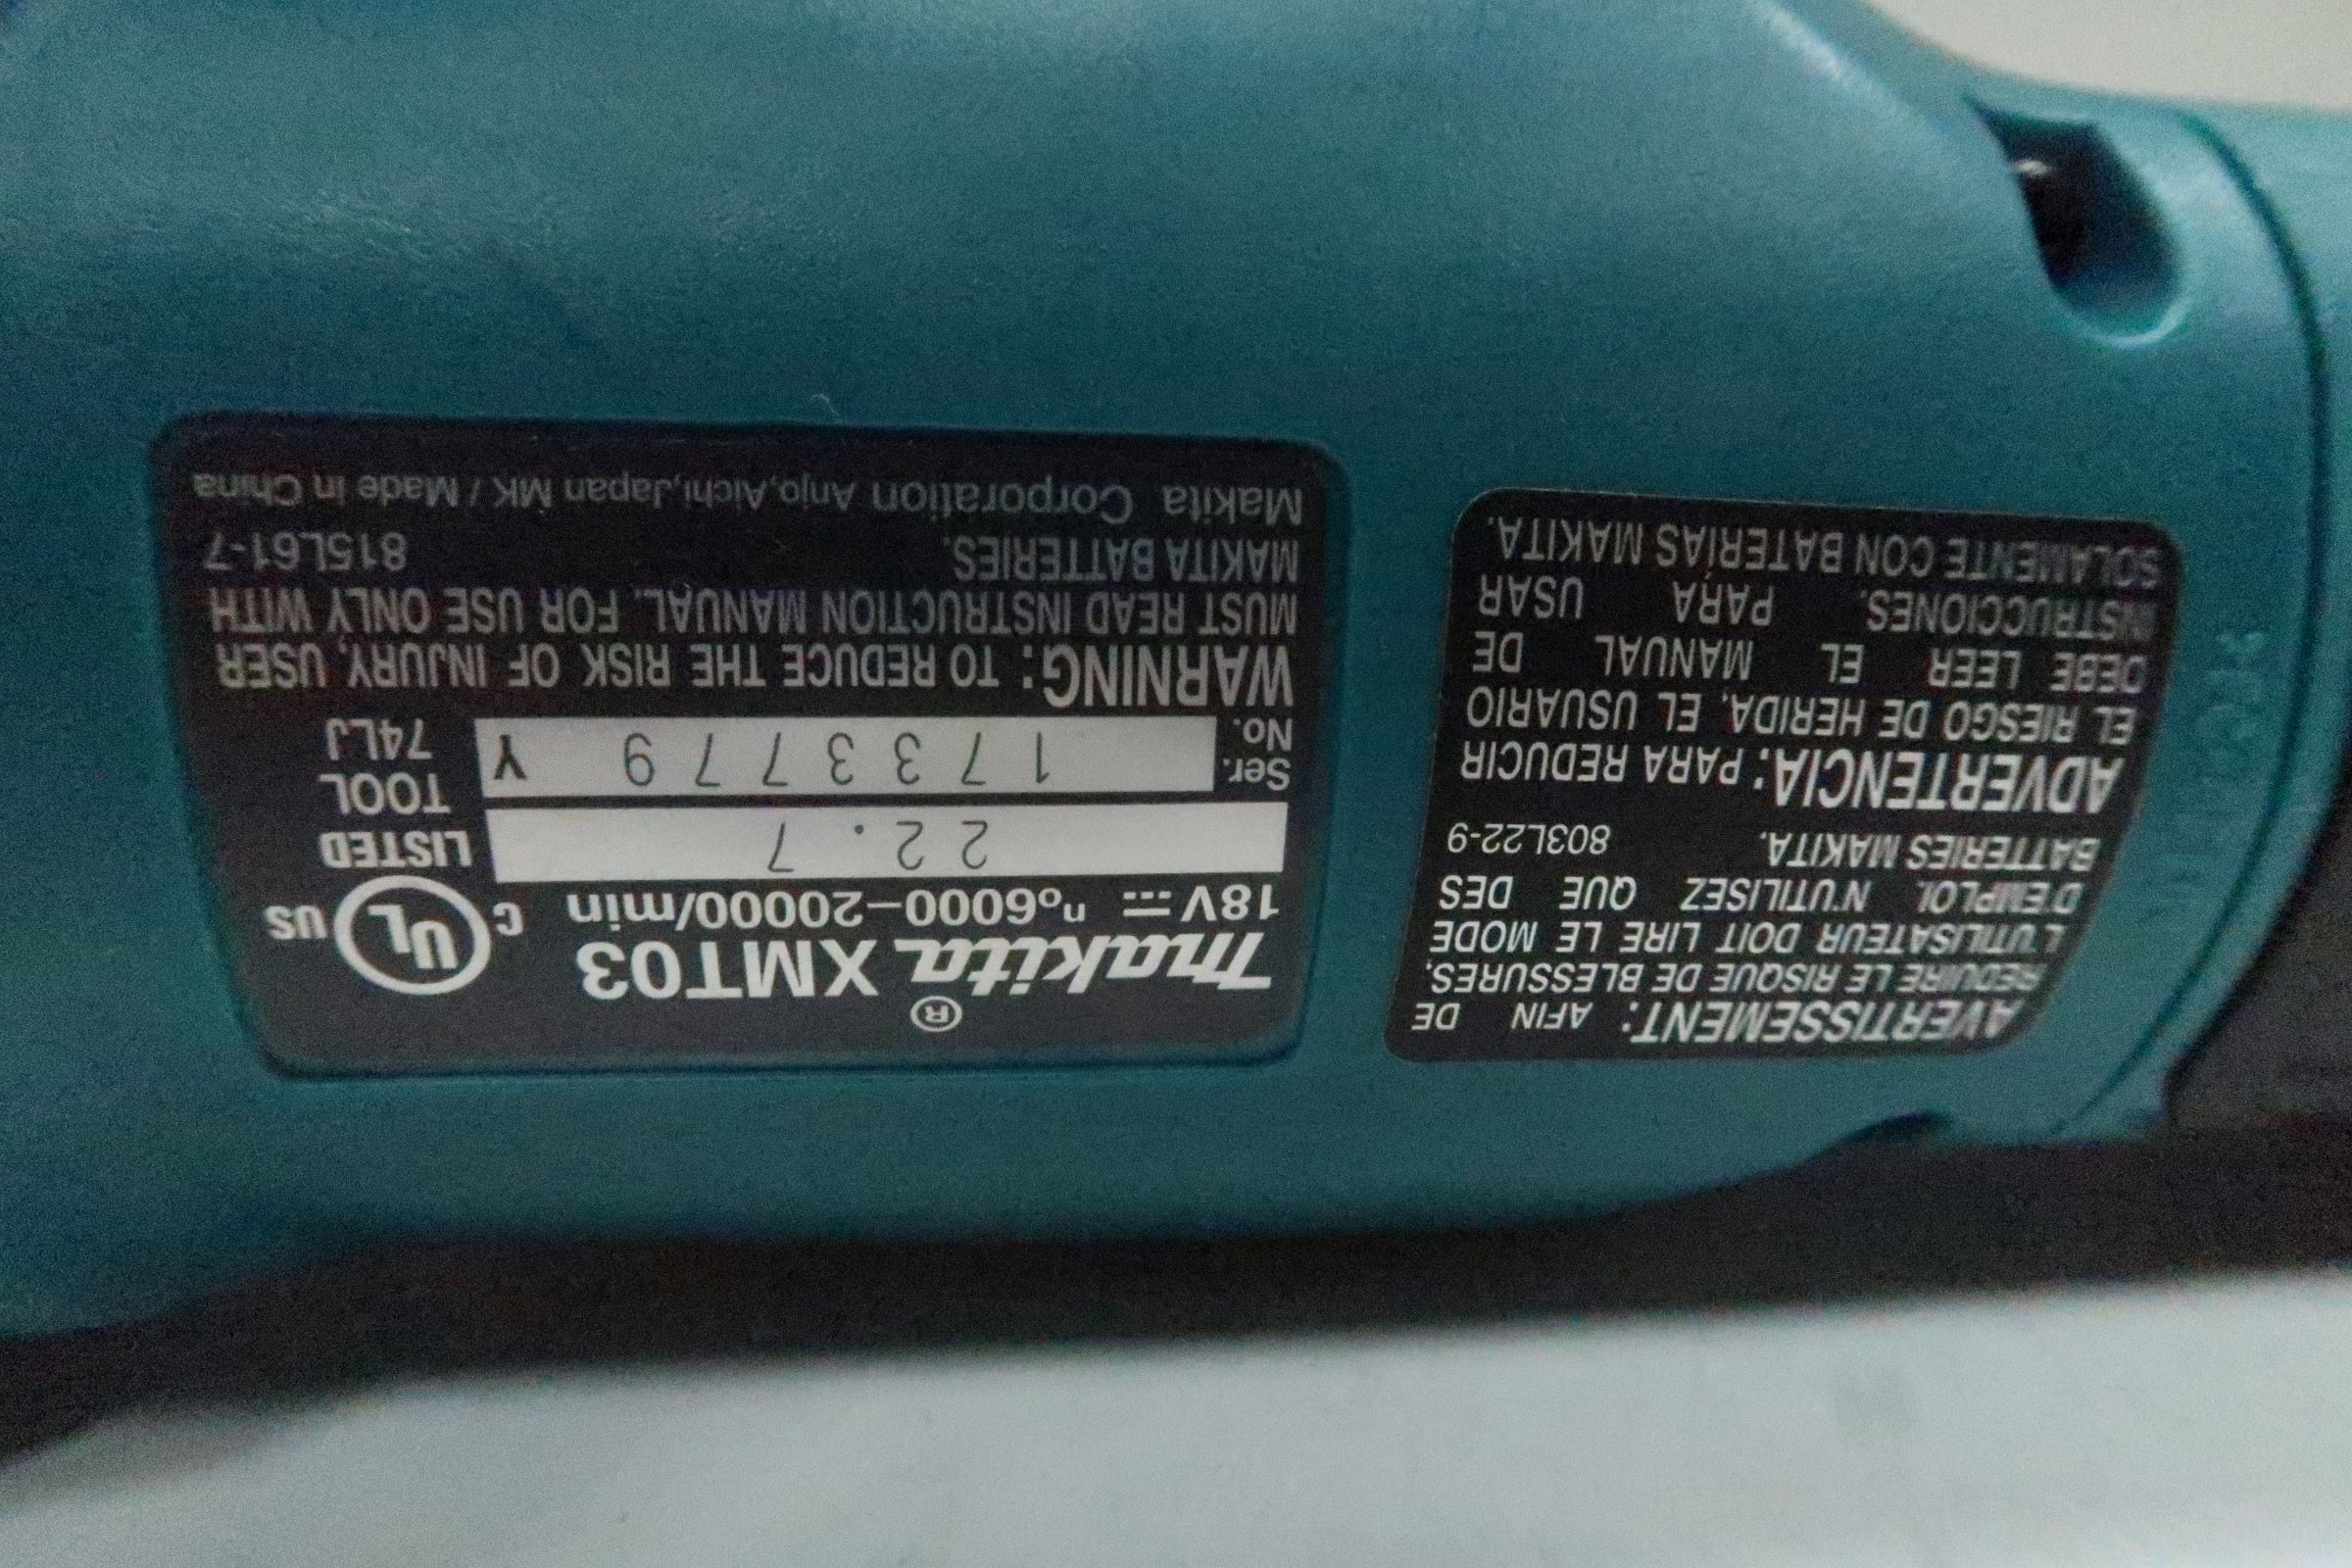 Makita® XMT03
18V⎓ n₀6000–20000/min
22.7
Ser. No. 1733779 Y
C UL US
LISTED
TOOL
74LJ
WARNING: TO REDUCE THE RISK OF INJURY, USER
MUST READ INSTRUCTION MANUAL. FOR USE ONLY WITH
MAKITA BATTERIES. 815L61-7
Makita Corporation Anjo,Aichi,Japan MK / Made in China
AVERTISSEMENT: AFIN DE
RÉDUIRE LE RISQUE DE BLESSURES,
L'UTILISATEUR DOIT LIRE LE MODE
D'EMPLOI. N'UTILISEZ QUE DES
BATTERIES MAKITA. 803L22-9
ADVERTENCIA: PARA REDUCIR
EL RIESGO DE HERIDA, EL USUARIO
DEBE LEER EL MANUAL DE
INSTRUCCIONES. PARA USAR
SOLAMENTE CON BATERÍAS MAKITA.